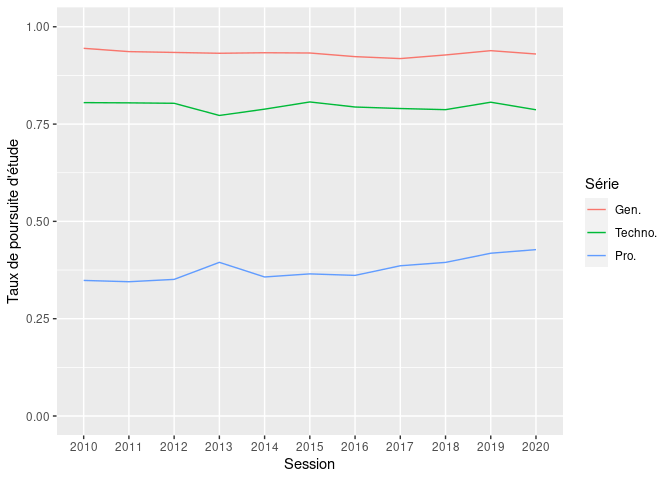 1.00
0.75
0.50
0.25
0.00
Taux de poursuite d'étude
2010 2011 2012 2013 2014 2015 2016 2017 2018 2019 2020
Session
Série
Gen.
Techno.
Pro.